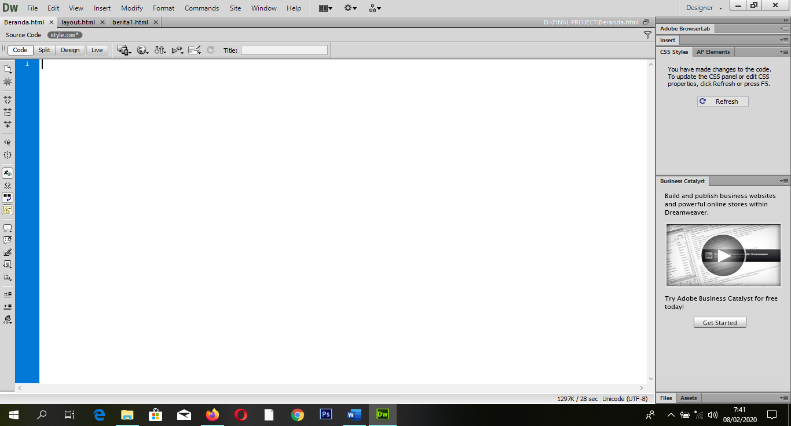 Dw File Edit View Insert Modify Format Commands Site Window Help Designer
Beranda.html layout.html berita1.html D:\FINAL PROJECT\Beranda.html
Source Code style.css*
Code Split Design Live Title:
1
Adobe BrowserLab
Insert
CSS Styles AP Elements
You have made changes to the code.
To update the CSS panel or edit CSS
properties, click Refresh or press F5.
Refresh
Business Catalyst
Build and publish business websites
and powerful online stores within
Dreamweaver.
Try Adobe Business Catalyst for free
today!
Get Started
1297K / 28 sec Unicode (UTF-8)
Files Assets
Ps
Dw
7:41
08/02/2020